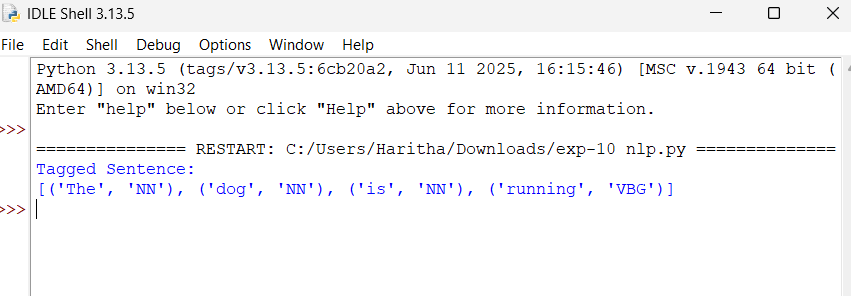 IDLE Shell 3.13.5
File Edit Shell Debug Options Window Help
Python 3.13.5 (tags/v3.13.5:6cb20a2, Jun 11 2025, 16:15:46) [MSC v.1943 64 bit (
AMD64)] on win32
Enter "help" below or click "Help" above for more information.
>>>
=============== RESTART: C:/Users/Haritha/Downloads/exp-10 nlp.py ==============
Tagged Sentence:
[('The', 'NN'), ('dog', 'NN'), ('is', 'NN'), ('running', 'VBG')]
>>>